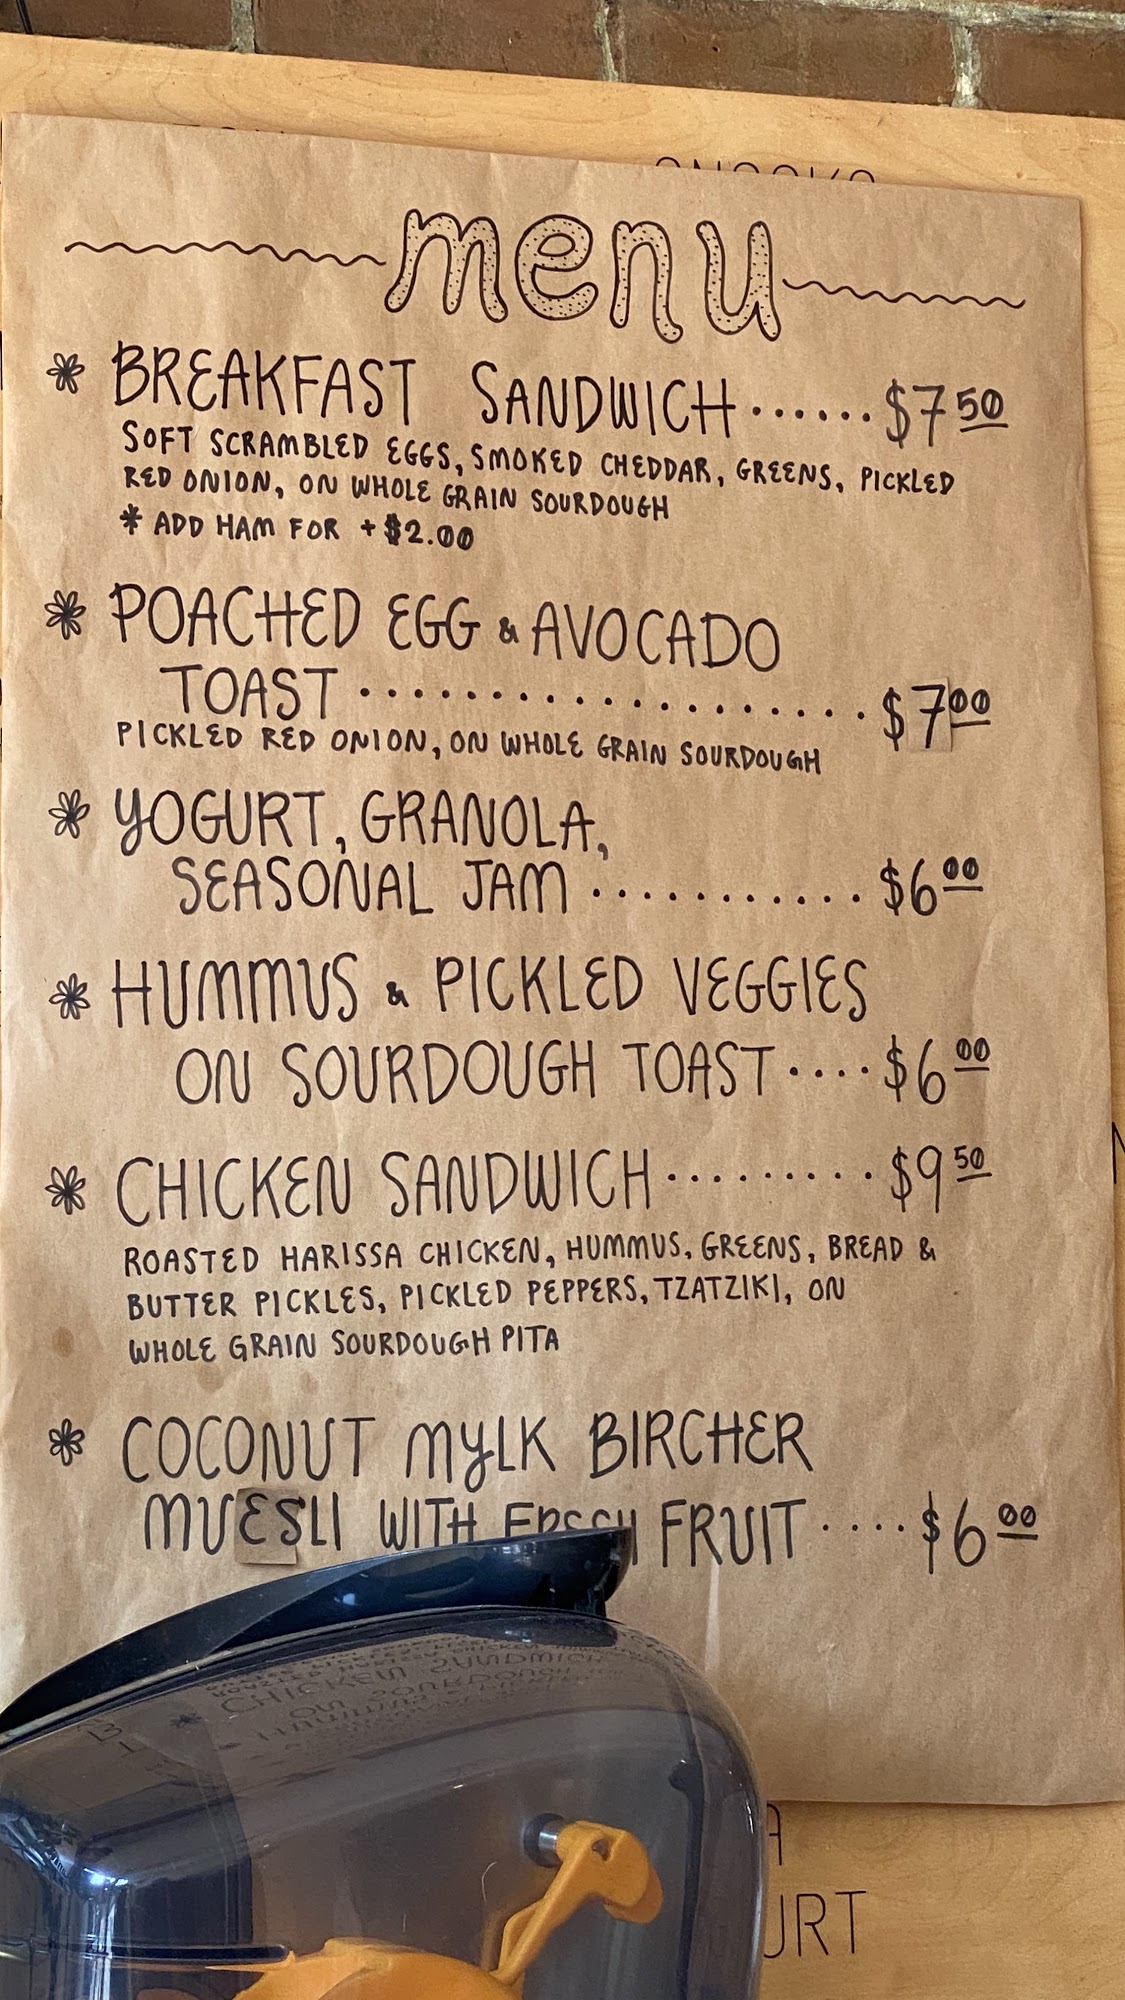 menu
* BREAKFAST SANDWICH ...... $7.50
SOFT SCRAMBLED EGGS, SMOKED CHEDDAR, GREENS, PICKLED
RED ONION, ON WHOLE GRAIN SOURDOUGH
* ADD HAM FOR +$2.00
* POACHED EGG & AVOCADO
TOAST ................... $7.00
PICKLED RED ONION, ON WHOLE GRAIN SOURDOUGH
* YOGURT, GRANOLA,
SEASONAL JAM ........... $6.00
* HUMMUS & PICKLED VEGGIES
ON SOURDOUGH TOAST .... $6.00
* CHICKEN SANDWICH ......... $9.50
ROASTED HARISSA CHICKEN, HUMMUS, GREENS, BREAD &
BUTTER PICKLES, PICKLED PEPPERS, TZATZIKI, ON
WHOLE GRAIN SOURDOUGH PITA
* COCONUT MYLK BIRCHER
MUESLI WITH FRESH FRUIT .... $6.00
URT